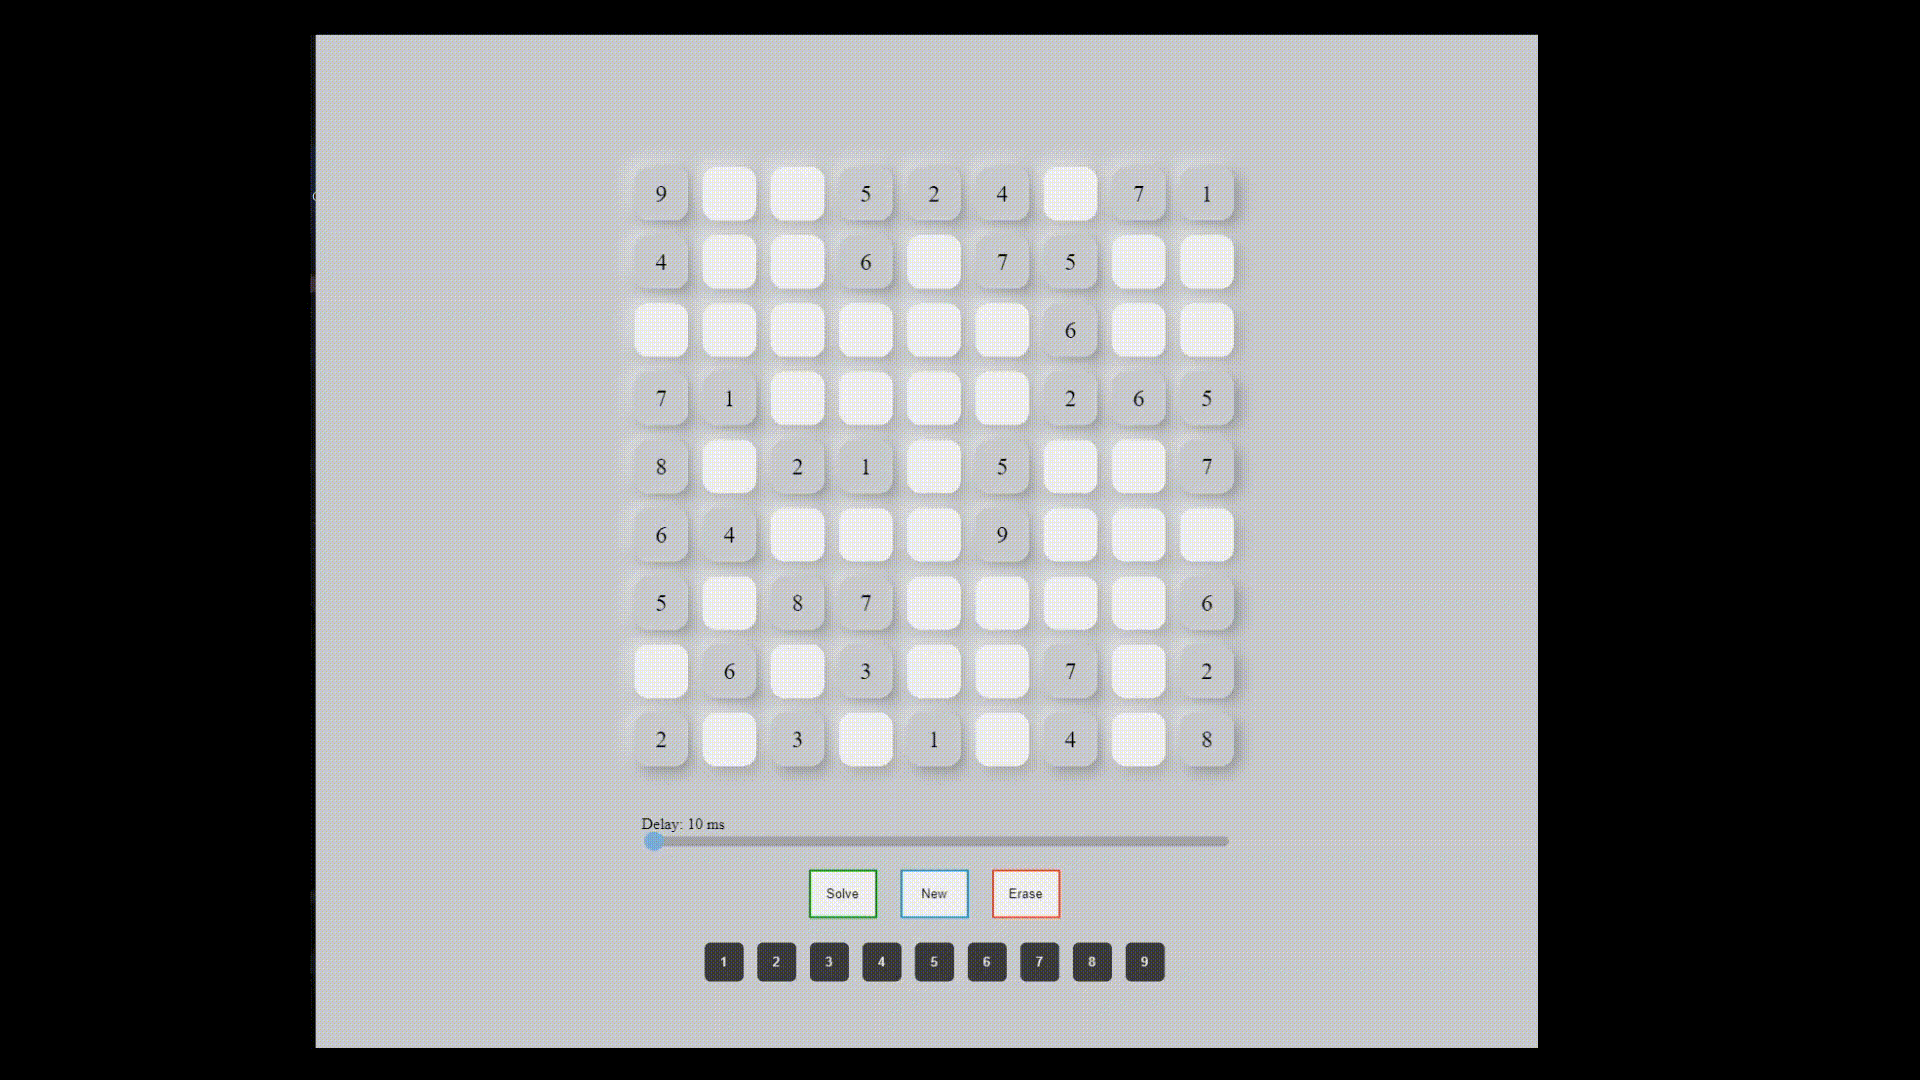 9 5 2 4 7 1
4 6 7 5
6
7 1 2 6 5
8 2 1 5 7
6 4 9
5 8 7 6
6 3 7 2
2 3 1 4 8
Delay: 10 ms
Solve New Erase
1 2 3 4 5 6 7 8 9